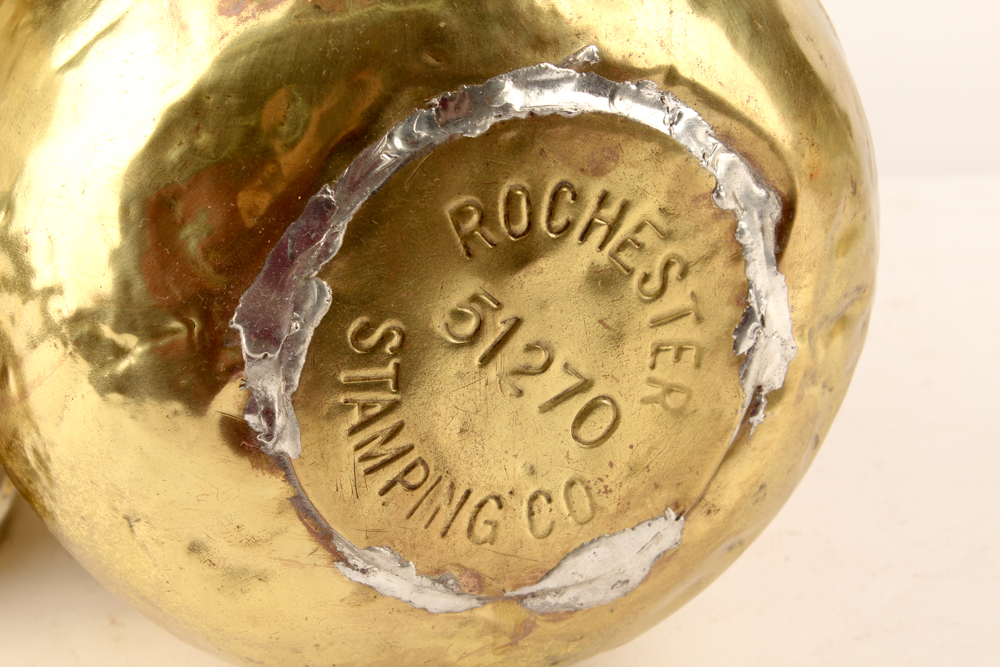 ROCHESTER
51270
STAMPING CO